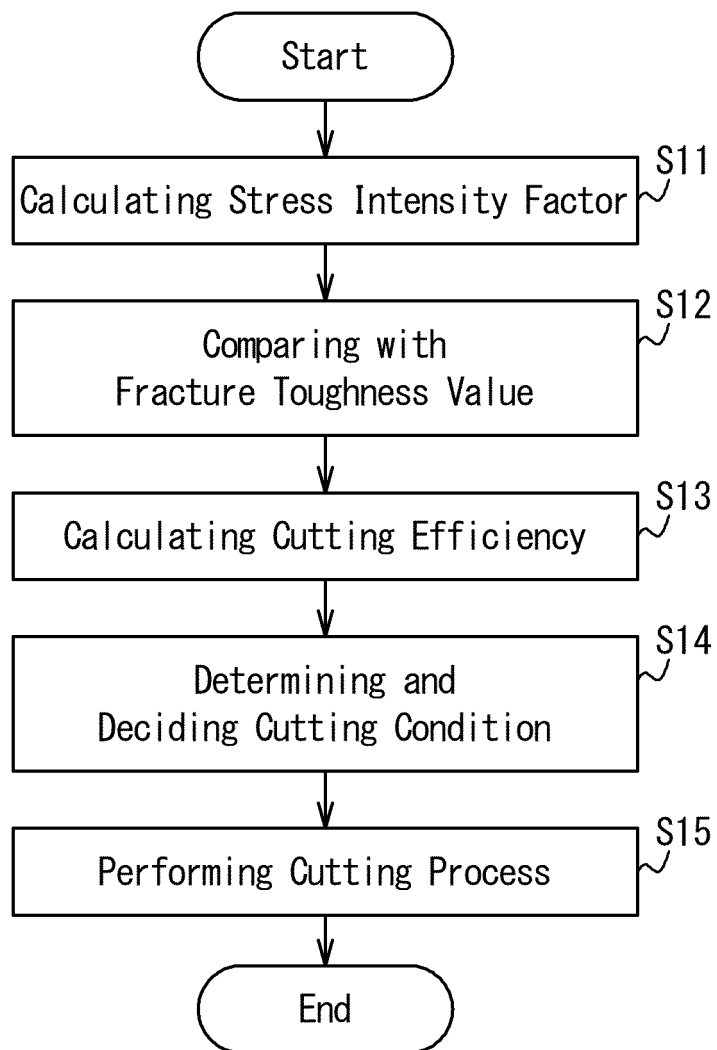 Start
S11
Calculating Stress Intensity Factor
S12
Comparing with
Fracture Toughness Value
S13
Calculating Cutting Efficiency
S14
Determining and
Deciding Cutting Condition
S15
Performing Cutting Process
End